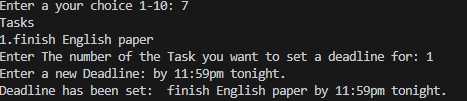 Enter a your choice 1-10: 7
Tasks
1.finish English paper
Enter The number of the Task you want to set a deadline for: 1
Enter a new Deadline: by 11:59pm tonight.
Deadline has been set:  finish English paper by 11:59pm tonight.